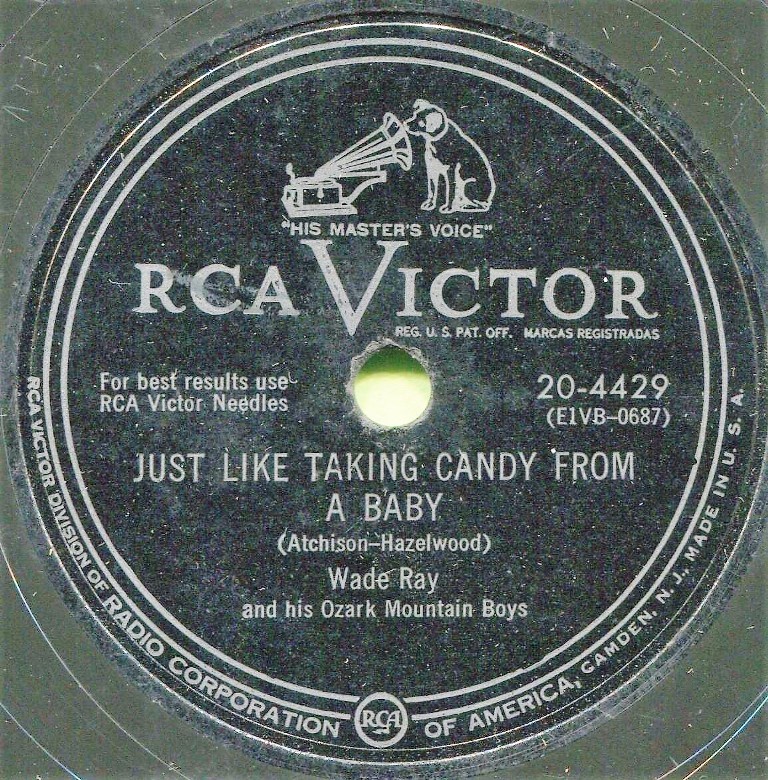 "HIS MASTER'S VOICE"
RCA VICTOR
REG. U. S. PAT. OFF. MARCAS REGISTRADAS
For best results use
RCA Victor Needles
20-4429
(E1VB-0687)
JUST LIKE TAKING CANDY FROM
A BABY
(Atchison-Hazelwood)
Wade Ray
and his Ozark Mountain Boys
RCA VICTOR DIVISION OF RADIO CORPORATION OF AMERICA, CAMDEN, N. J., MADE IN U. S. A.
RCA